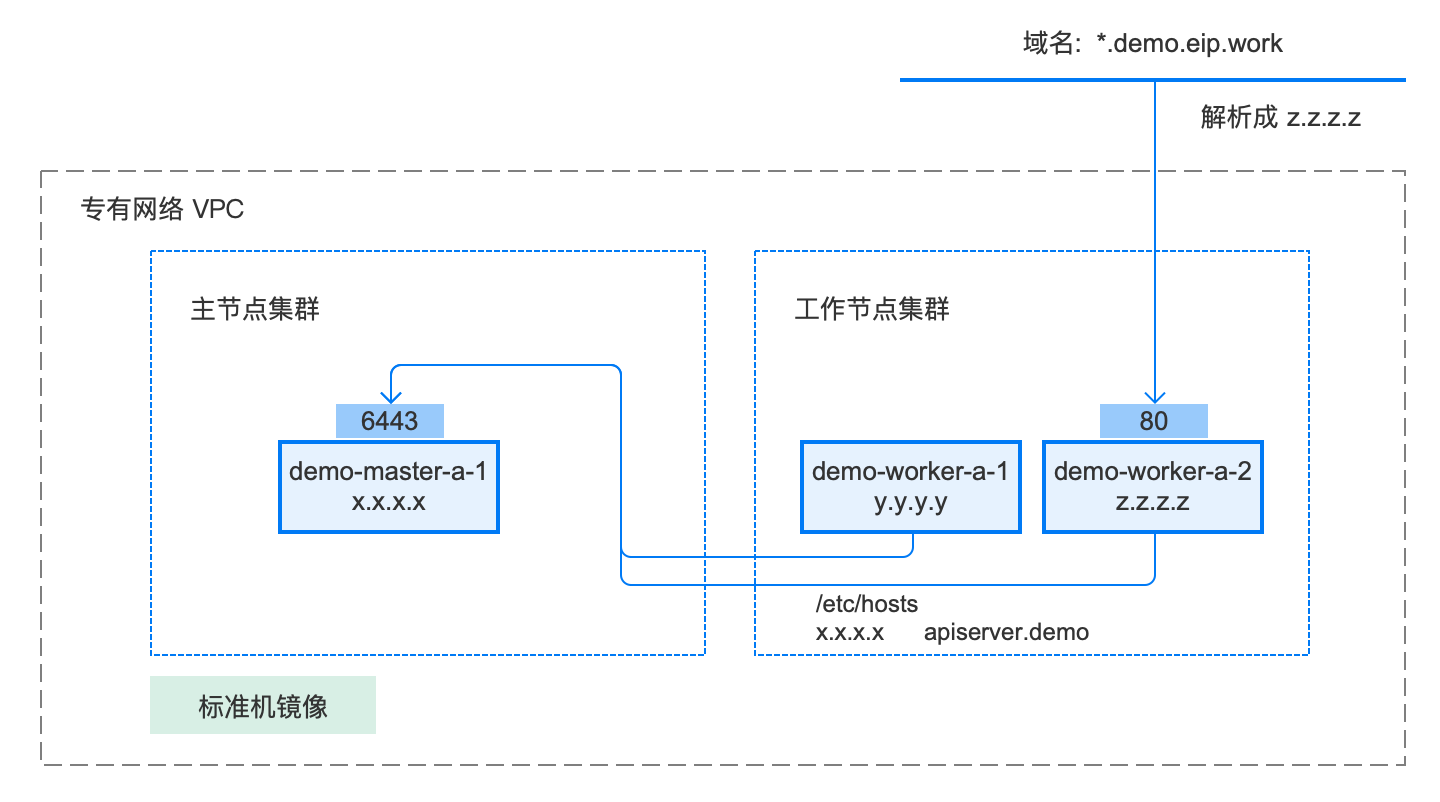 域名: *.demo.eip.work
解析成 z.z.z.z
专有网络 VPC
主节点集群
工作节点集群
6443
80
demo-master-a-1
x.x.x.x
demo-worker-a-1
y.y.y.y
demo-worker-a-2
z.z.z.z
/etc/hosts
x.x.x.x apiserver.demo
标准机镜像